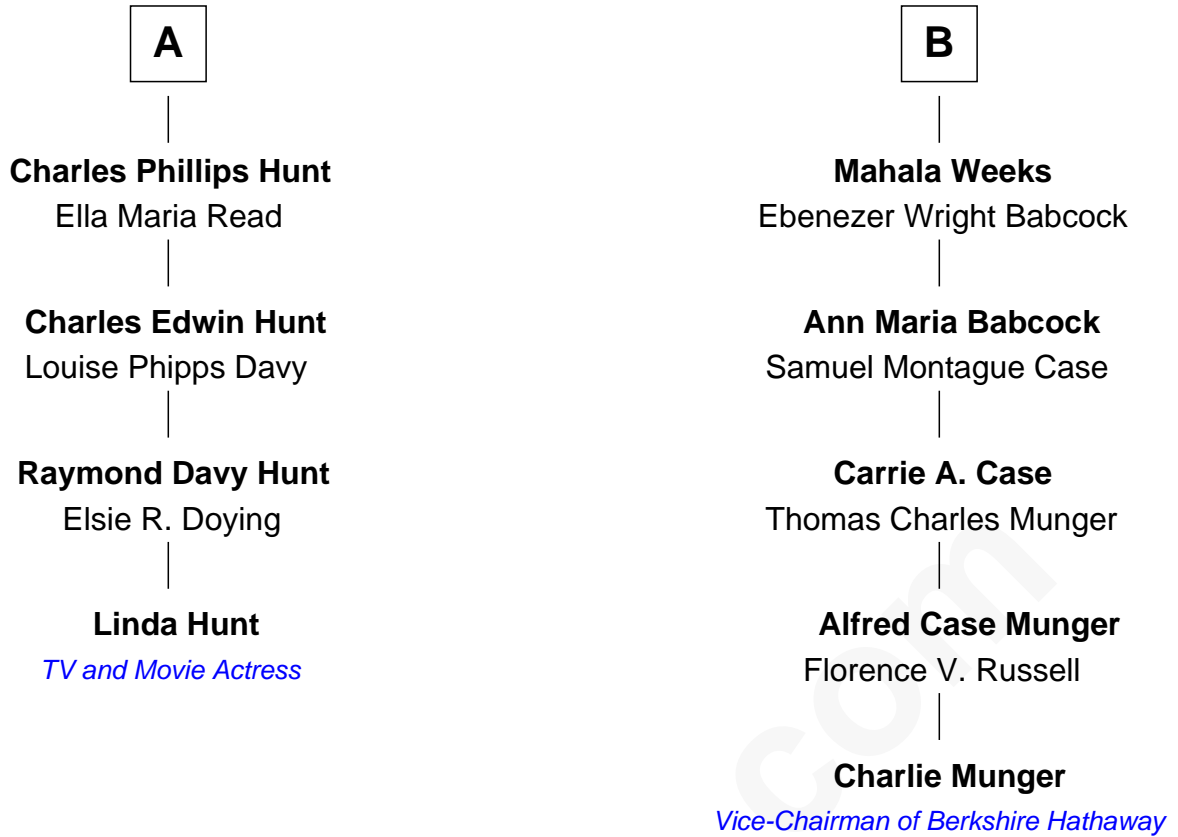 A
Charles Phillips Hunt
Ella Maria Read
Charles Edwin Hunt
Louise Phipps Davy
Raymond Davy Hunt
Elsie R. Doying
Linda Hunt
TV and Movie Actress
B
Mahala Weeks
Ebenezer Wright Babcock
Ann Maria Babcock
Samuel Montague Case
Carrie A. Case
Thomas Charles Munger
Alfred Case Munger
Florence V. Russell
Charlie Munger
Vice-Chairman of Berkshire Hathaway
com